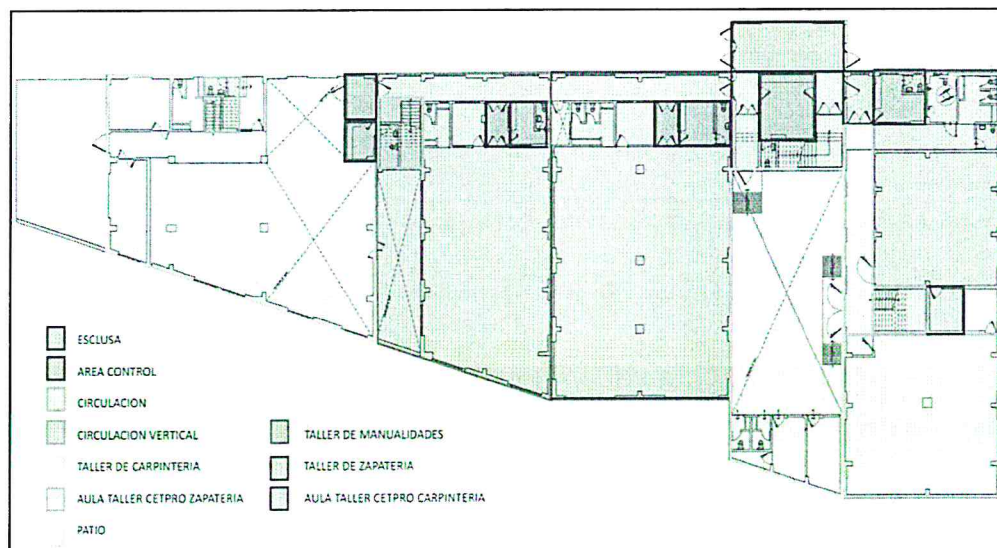 ESCLUSA
AREA CONTROL
CIRCULACION
CIRCULACION VERTICAL
TALLER DE CARPINTERIA
AULA TALLER CETPRO ZAPATERIA
PATIO
TALLER DE MANUALIDADES
TALLER DE ZAPATERIA
AULA TALLER CETPRO CARPINTERIA